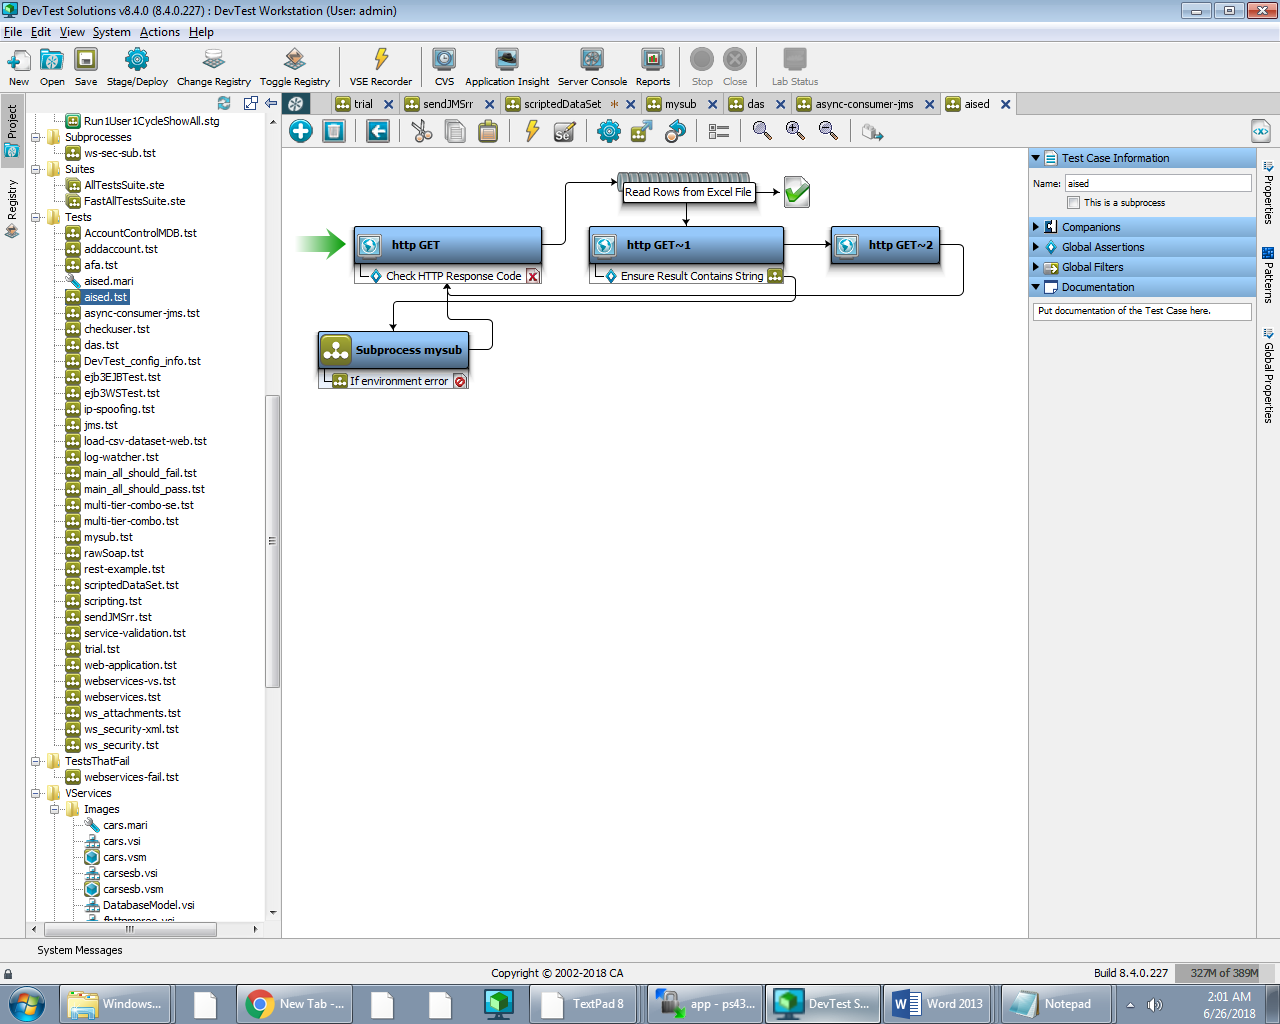 DevTest Solutions v8.4.0 (8.4.0.227) : DevTest Workstation (User: admin)
File Edit View System Actions Help
New Open Save Stage/Deploy Change Registry Toggle Registry VSE Recorder CVS Application Insight Server Console Reports Stop Close Lab Status
trial sendJMSrr scriptedDataSet mysub das async-consumer-jms aised
Project
Registry
Run1User1CycleShowAll.stg
Subprocesses
ws-sec-sub.tst
Suites
AllTestsSuite.ste
FastAllTestsSuite.ste
Tests
AccountControlMDB.tst
addaccount.tst
afa.tst
aised.mari
aised.tst
async-consumer-jms.tst
checkuser.tst
das.tst
DevTest_config_info.tst
ejb3EJBTest.tst
ejb3WSTest.tst
ip-spoofing.tst
jms.tst
load-csv-dataset-web.tst
log-watcher.tst
main_all_should_fail.tst
main_all_should_pass.tst
multi-tier-combo-se.tst
multi-tier-combo.tst
mysub.tst
rawSoap.tst
rest-example.tst
scriptedDataSet.tst
scripting.tst
sendJMSrr.tst
service-validation.tst
trial.tst
web-application.tst
webservices-vs.tst
webservices.tst
ws_attachments.tst
ws_security-xml.tst
ws_security.tst
TestsThatFail
webservices-fail.tst
VServices
Images
cars.mari
cars.vsi
cars.vsm
carsesb.vsi
carsesb.vsm
DatabaseModel.vsi
Read Rows from Excel File
http GET
Check HTTP Response Code
http GET~1
Ensure Result Contains String
http GET~2
Subprocess mysub
If environment error
Test Case Information
Name: aised
This is a subprocess
Companions
Global Assertions
Global Filters
Documentation
Put documentation of the Test Case here.
Properties
Patterns
Global Properties
System Messages
Copyright © 2002-2018 CA
Build 8.4.0.227
327M of 389M
Windows... New Tab -... TextPad 8 app - ps43... DevTest S... Word 2013 Notepad
2:01 AM
6/26/2018